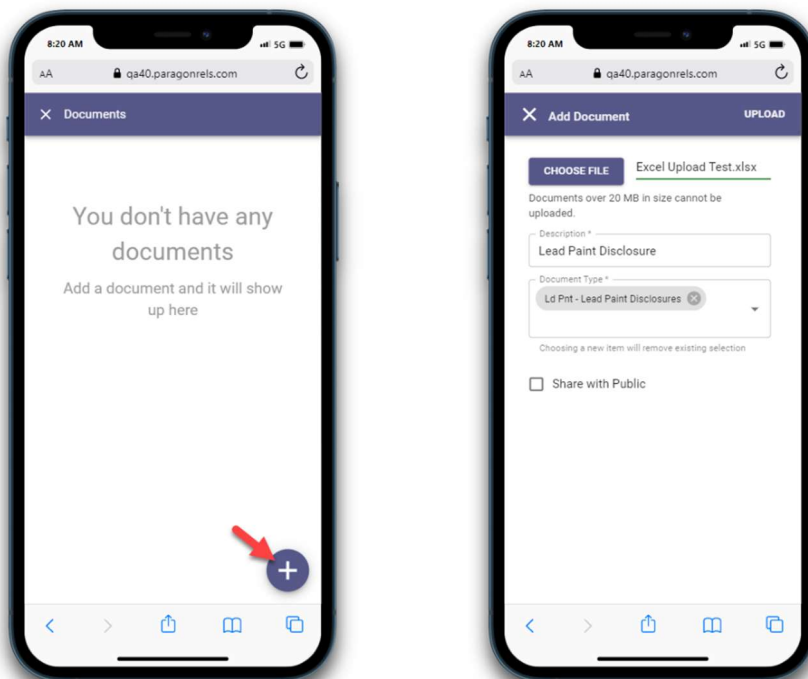 8:20 AM
5G
AA
qa40.paragonrels.com
Documents
You don't have any
documents
Add a document and it will show
up here
8:20 AM
5G
AA
qa40.paragonrels.com
Add Document
UPLOAD
CHOOSE FILE
Excel Upload Test.xlsx
Documents over 20 MB in size cannot be
uploaded.
Description *
Lead Paint Disclosure
Document Type *
Ld Pnt - Lead Paint Disclosures
Choosing a new item will remove existing selection
Share with Public